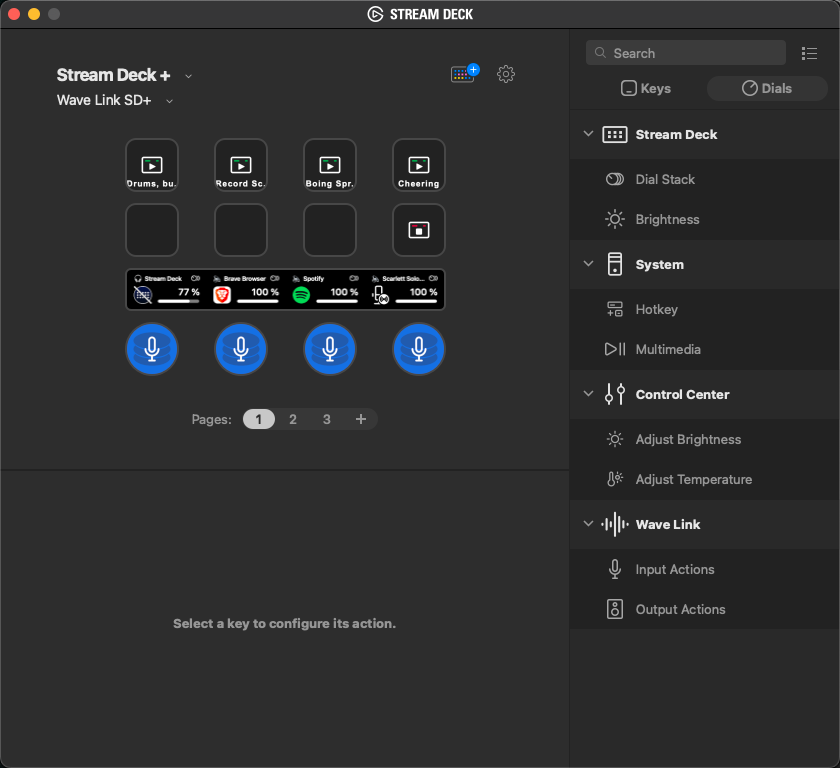 STREAM DECK
Stream Deck +
Wave Link SD+
Drums, bu.
Record Sc.
Boing Spr.
Cheering
Stream Deck
77 %
Brave Browser
100 %
Spotify
100 %
Scarlett Solo...
100 %
Pages:
1
2
3
+
Select a key to configure its action.
Search
Keys
Dials
Stream Deck
Dial Stack
Brightness
System
Hotkey
Multimedia
Control Center
Adjust Brightness
Adjust Temperature
Wave Link
Input Actions
Output Actions